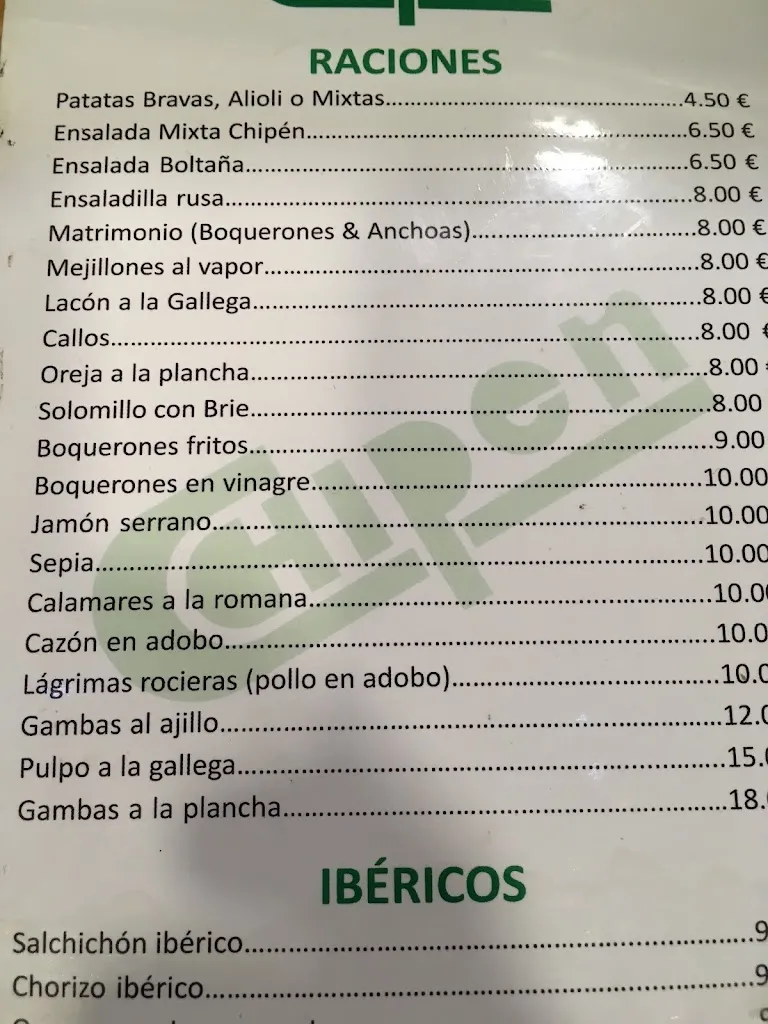 RACIONES
Patatas Bravas, Alioli o Mixtas.....4.50 €
Ensalada Mixta Chipén.....6.50 €
Ensalada Boltaña.....6.50 €
Ensaladilla rusa.....8.00 €
Matrimonio (Boquerones & Anchoas).....8.00 €
Mejillones al vapor.....8.00 €
Lacón a la Gallega.....8.00 €
Callos.....8.00 €
Oreja a la plancha.....8.00
Solomillo con Brie.....8.00
Boquerones fritos.....9.00
Boquerones en vinagre.....10.00
Jamón serrano.....10.00
Sepia.....10.00
Calamares a la romana.....10.00
Cazón en adobo.....10.0
Lágrimas rocieras (pollo en adobo).....10.0
Gambas al ajillo.....12.0
Pulpo a la gallega.....15.
Gambas a la plancha.....18.
Chipen
IBÉRICOS
Salchichón ibérico.....9
Chorizo ibérico.....9